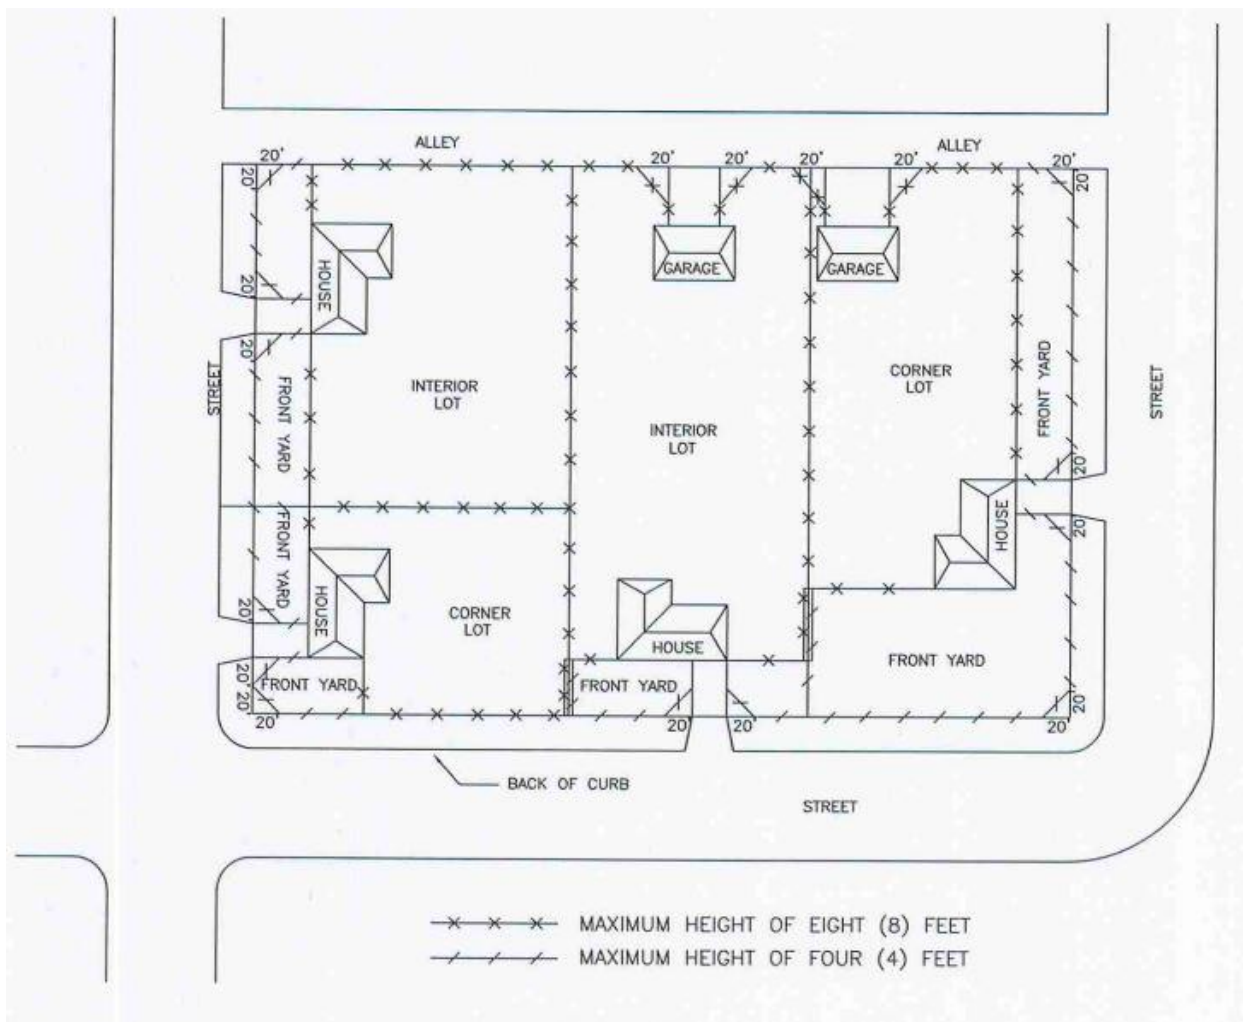 ALLEY
ALLEY
20'
20'
20'
20'
20'
20'
20'
20'
HOUSE
GARAGE
GARAGE
20'
20'
STREET
FRONT YARD
INTERIOR
LOT
INTERIOR
LOT
CORNER
LOT
FRONT YARD
STREET
20'
20'
FRONT YARD
HOUSE
HOUSE
20'
CORNER
LOT
HOUSE
FRONT YARD
20'
20'
FRONT YARD
FRONT YARD
20'
20'
20'
20'
20'
BACK OF CURB
STREET
MAXIMUM HEIGHT OF EIGHT (8) FEET
MAXIMUM HEIGHT OF FOUR (4) FEET